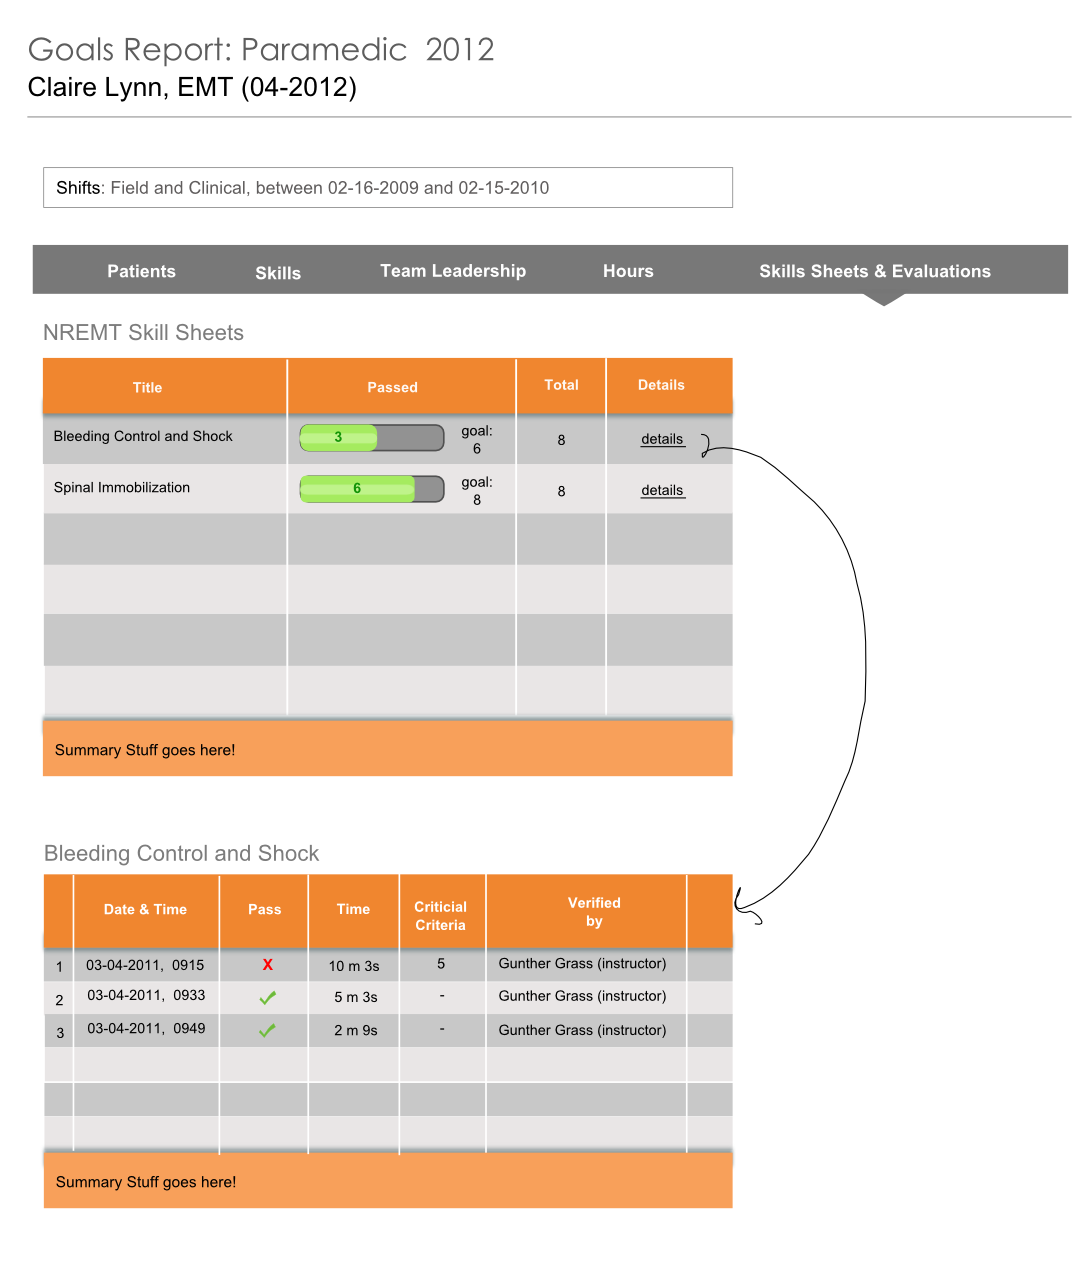 Goals Report: Paramedic 2012
Claire Lynn, EMT (04-2012)
Shifts: Field and Clinical, between 02-16-2009 and 02-15-2010
Patients Skills Team Leadership Hours Skills Sheets & Evaluations
NREMT Skill Sheets
Title Passed Total Details
Bleeding Control and Shock 3 goal: 6 8 details
Spinal Immobilization 6 goal: 8 8 details
Summary Stuff goes here!
Bleeding Control and Shock
Date & Time Pass Time Criticial Criteria Verified by
1 03-04-2011, 0915 X 10 m 3s 5 Gunther Grass (instructor)
2 03-04-2011, 0933 5 m 3s - Gunther Grass (instructor)
3 03-04-2011, 0949 2 m 9s - Gunther Grass (instructor)
Summary Stuff goes here!